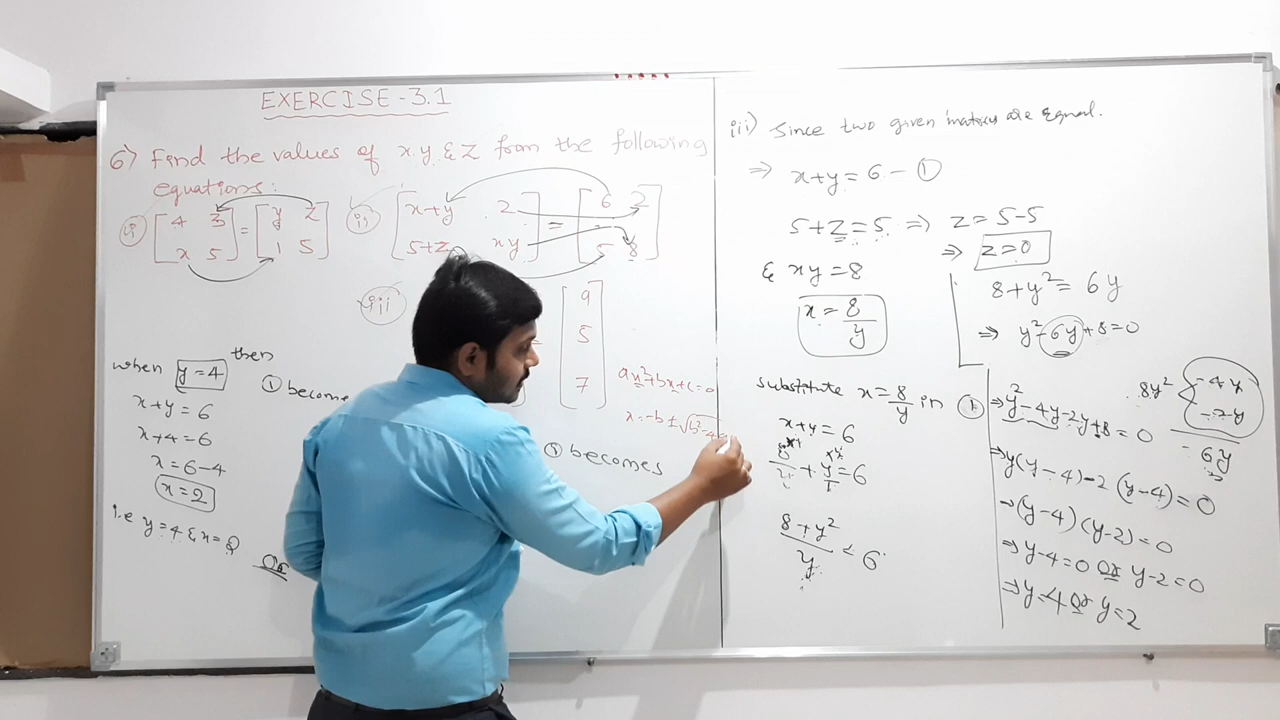 EXERCISE-3.1
6) Find the values of x,y & z from the following
equations:
i) [4 3
x 5] = [y z
1 5] ii) [x+y 2
5+z xy] = [6 2
5 8]
iii
= [9
5
7]
when y=4 then
① become
x+y=6
x+4=6
x=6-4
x=2
i.e y=4 & x=2
Or
ax²+bx+c=0
x=-b±√b²-4
becomes
iii) Since two given matrices are Equal.
⇒ x+y=6-①
5+z=5 ⇒ z=5-5
⇒ z=0
& xy=8
x=8/y
substitute x=8/y in ①
x+y=6
+ y/1 = 6
8+y²/y = 6
8+y²=6y
⇒ y²-6y+8=0
⇒ y²-4y-2y+8=0
8y² < -4y
-2y
-6y
⇒ y(y-4)-2(y-4)=0
⇒ (y-4)(y-2)=0
⇒ y-4=0 Or y-2=0
⇒ y=4 Or y=2